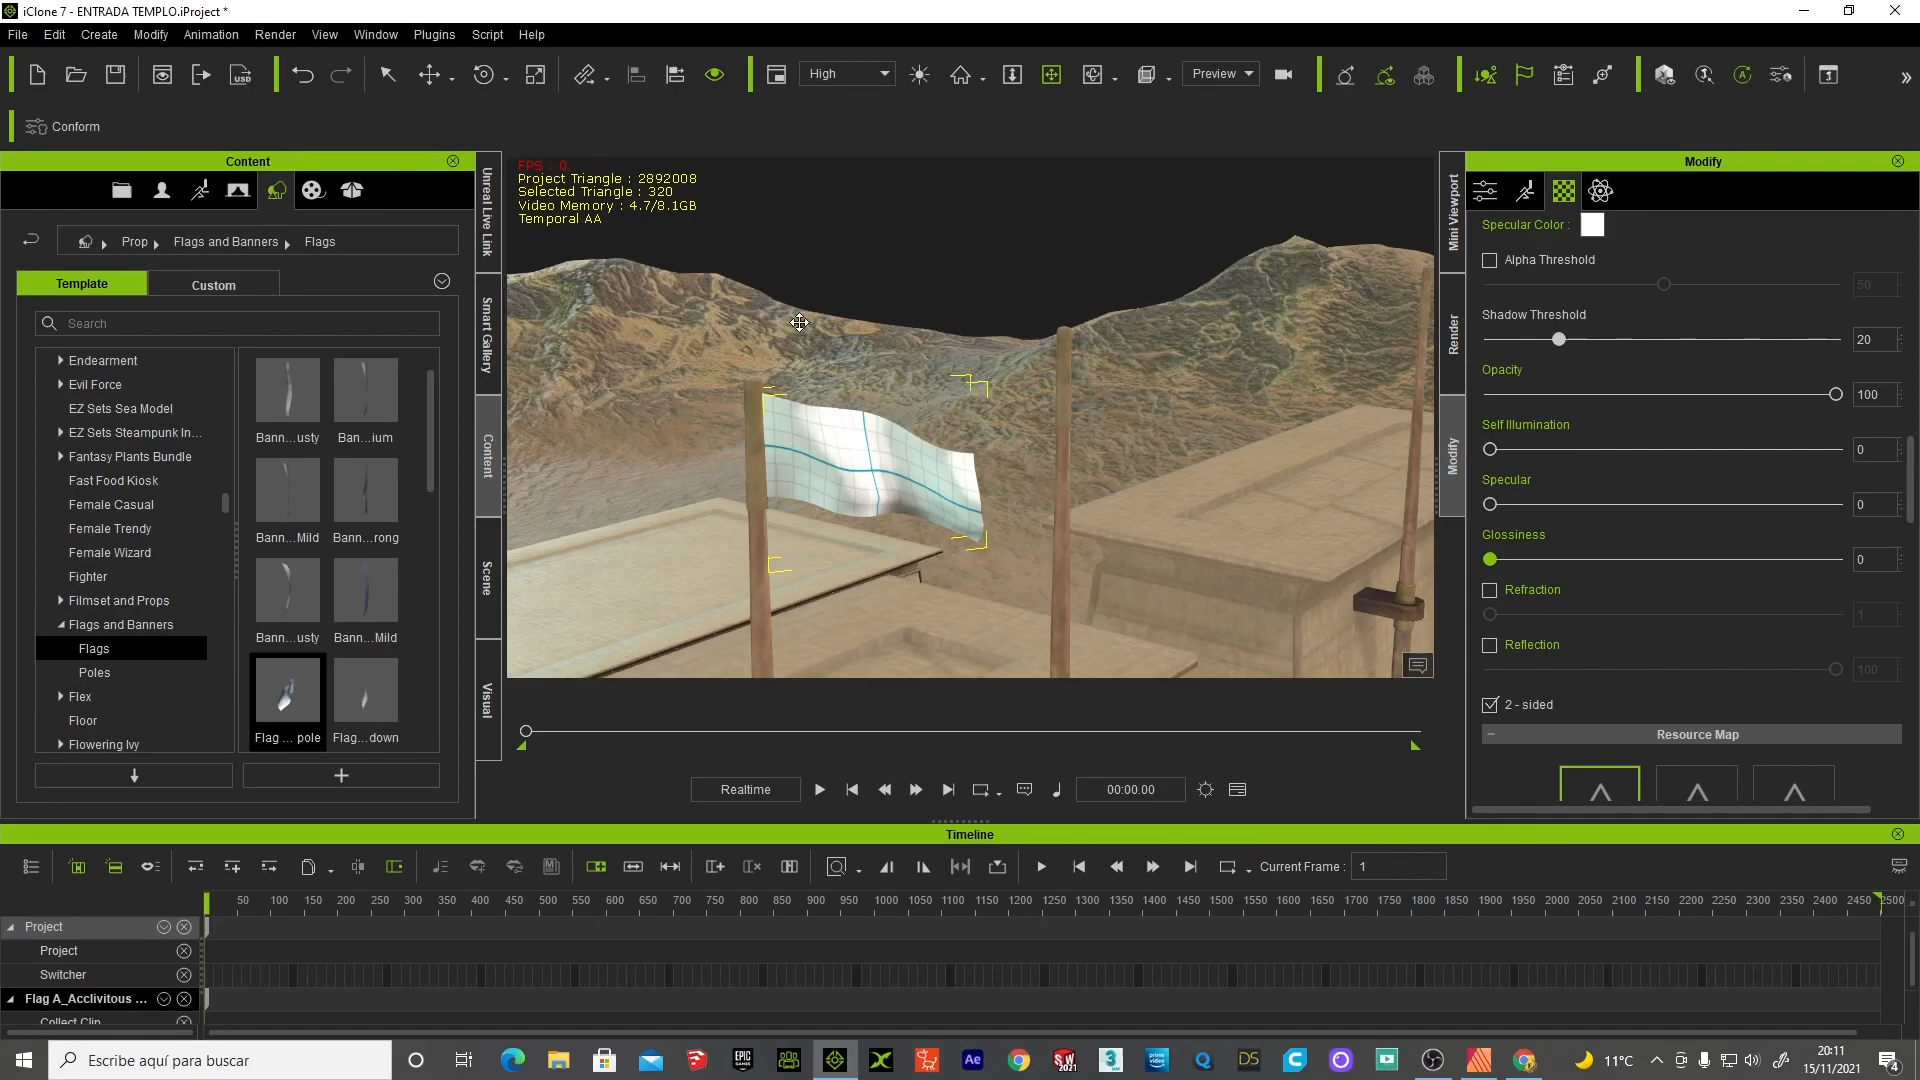 iClone 7 - ENTRADA TEMPLO.iProject *
File Edit Create Modify Animation Render View Window Plugins Script Help
High
Preview
Conform
Content
Prop Flags and Banners Flags
Template Custom
Search
Endearment
Evil Force
EZ Sets Sea Model
EZ Sets Steampunk In...
Fantasy Plants Bundle
Fast Food Kiosk
Female Casual
Female Trendy
Female Wizard
Fighter
Filmset and Props
Flags and Banners
Flags
Poles
Flex
Floor
Flowering Ivy
Bann...usty Ban...ium
Bann...Mild Bann...rong
Bann...usty Bann...Mild
Flag ... pole Flag...down
Unreal Live Link
Smart Gallery
Content
Scene
Visual
FPS : 0
Project Triangle : 2892008
Selected Triangle : 320
Video Memory : 4.7/8.1GB
Temporal AA
Realtime
00:00.00
Mini Viewport
Render
Modify
Modify
Specular Color :
Alpha Threshold
50
Shadow Threshold
20
Opacity
100
Self Illumination
0
Specular
0
Glossiness
0
Refraction
1
Reflection
100
2 - sided
Resource Map
Timeline
Current Frame : 1
50 100 150 200 250 300 350 400 450 500 550 600 650 700 750 800 850 900 950 1000 1050 1100 1150 1200 1250 1300 1350 1400 1450 1500 1550 1600 1650 1700 1750 1800 1850 1900 1950 2000 2050 2100 2150 2200 2250 2300 2350 2400 2450 2500
Project
Project
Switcher
Flag A_Acclivitous ...
Collect Clip
Escribe aquí para buscar
EPIC GAMES
Ae
SW 2021
3
prime video
DS
11°C
20:11
15/11/2021
4